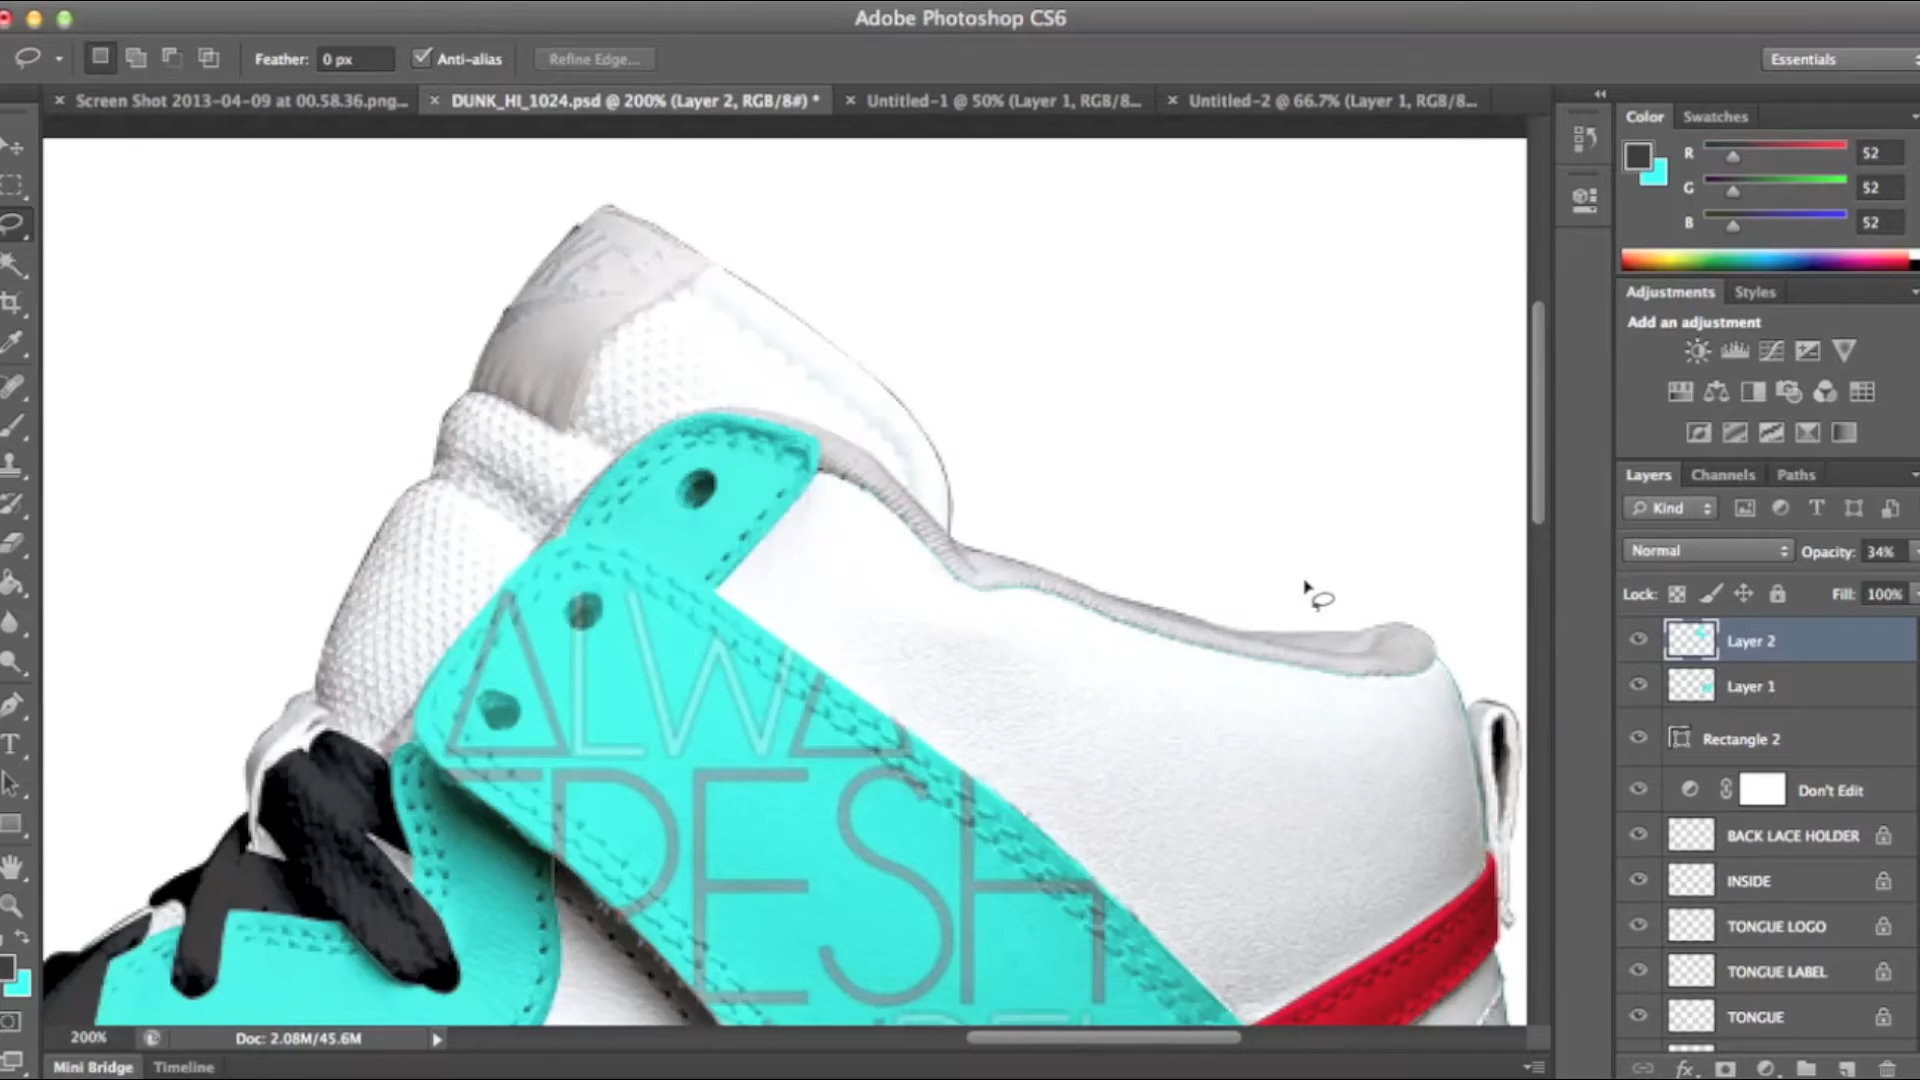 Adobe Photoshop CS6
Feather: 0 px Anti-alias Refine Edge... Essentials
Screen Shot 2013-04-09 at 00.58.36.png... DUNK_HI_1024.psd @ 200% (Layer 2, RGB/8#) * Untitled-1 @ 50% (Layer 1, RGB/8... Untitled-2 @ 66.7% (Layer 1, RGB/8...
Color Swatches
R 52
G 52
B 52
Adjustments Styles
Add an adjustment
Layers Channels Paths
Kind
Normal Opacity: 34%
Lock: Fill: 100%
Layer 2
Layer 1
Rectangle 2
Don't Edit
BACK LACE HOLDER
INSIDE
TONGUE LOGO
TONGUE LABEL
TONGUE
ALWA
FRESH
200% Doc: 2.08M/45.6M
Mini Bridge Timeline